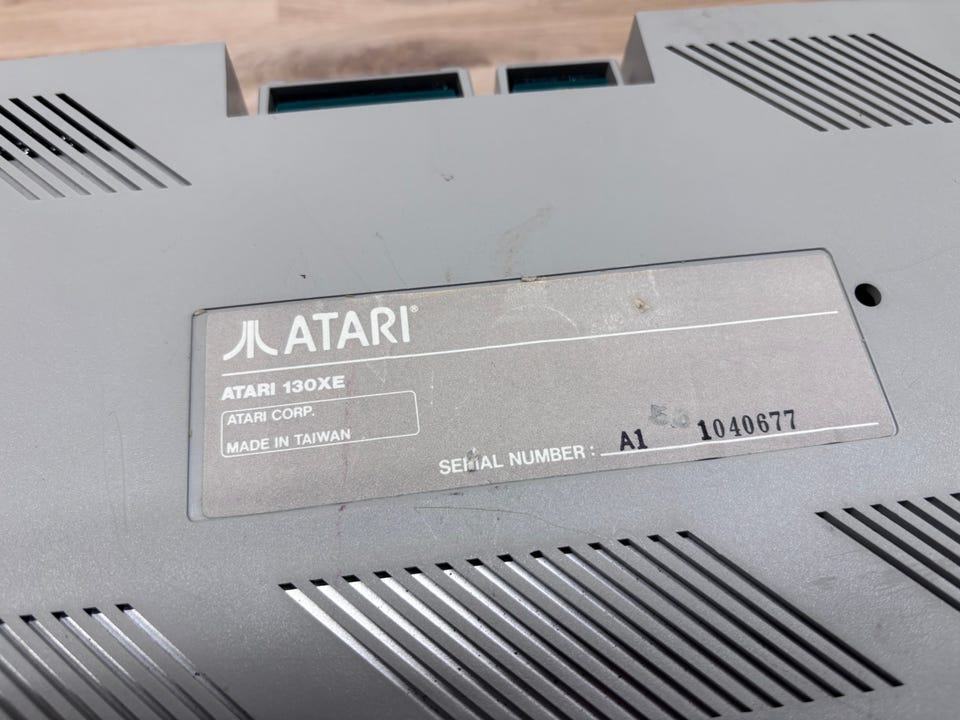 ATARI®
ATARI 130XE
ATARI CORP.
MADE IN TAIWAN
SERIAL NUMBER : A1 1040677